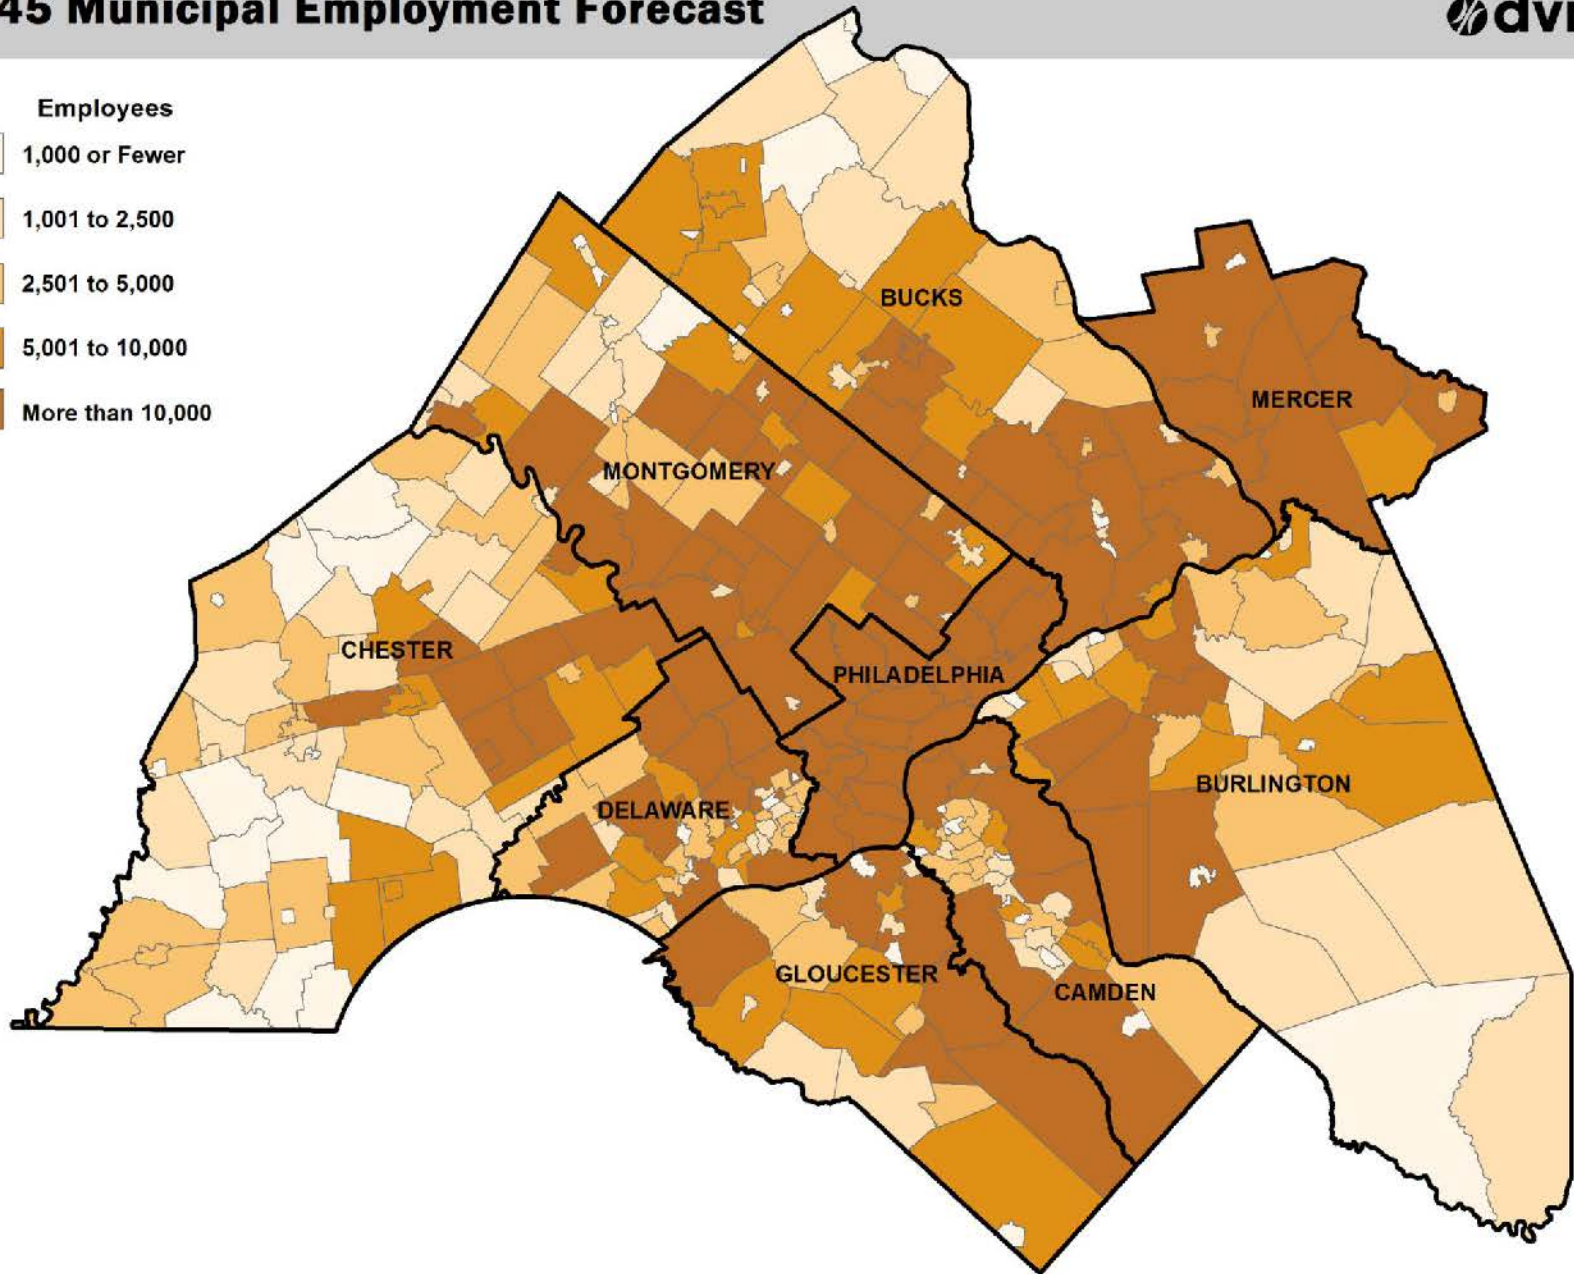 45 Municipal Employment Forecast
dvr
Employees
1,000 or Fewer
1,001 to 2,500
2,501 to 5,000
5,001 to 10,000
More than 10,000
BUCKS
MERCER
MONTGOMERY
CHESTER
PHILADELPHIA
BURLINGTON
DELAWARE
GLOUCESTER
CAMDEN